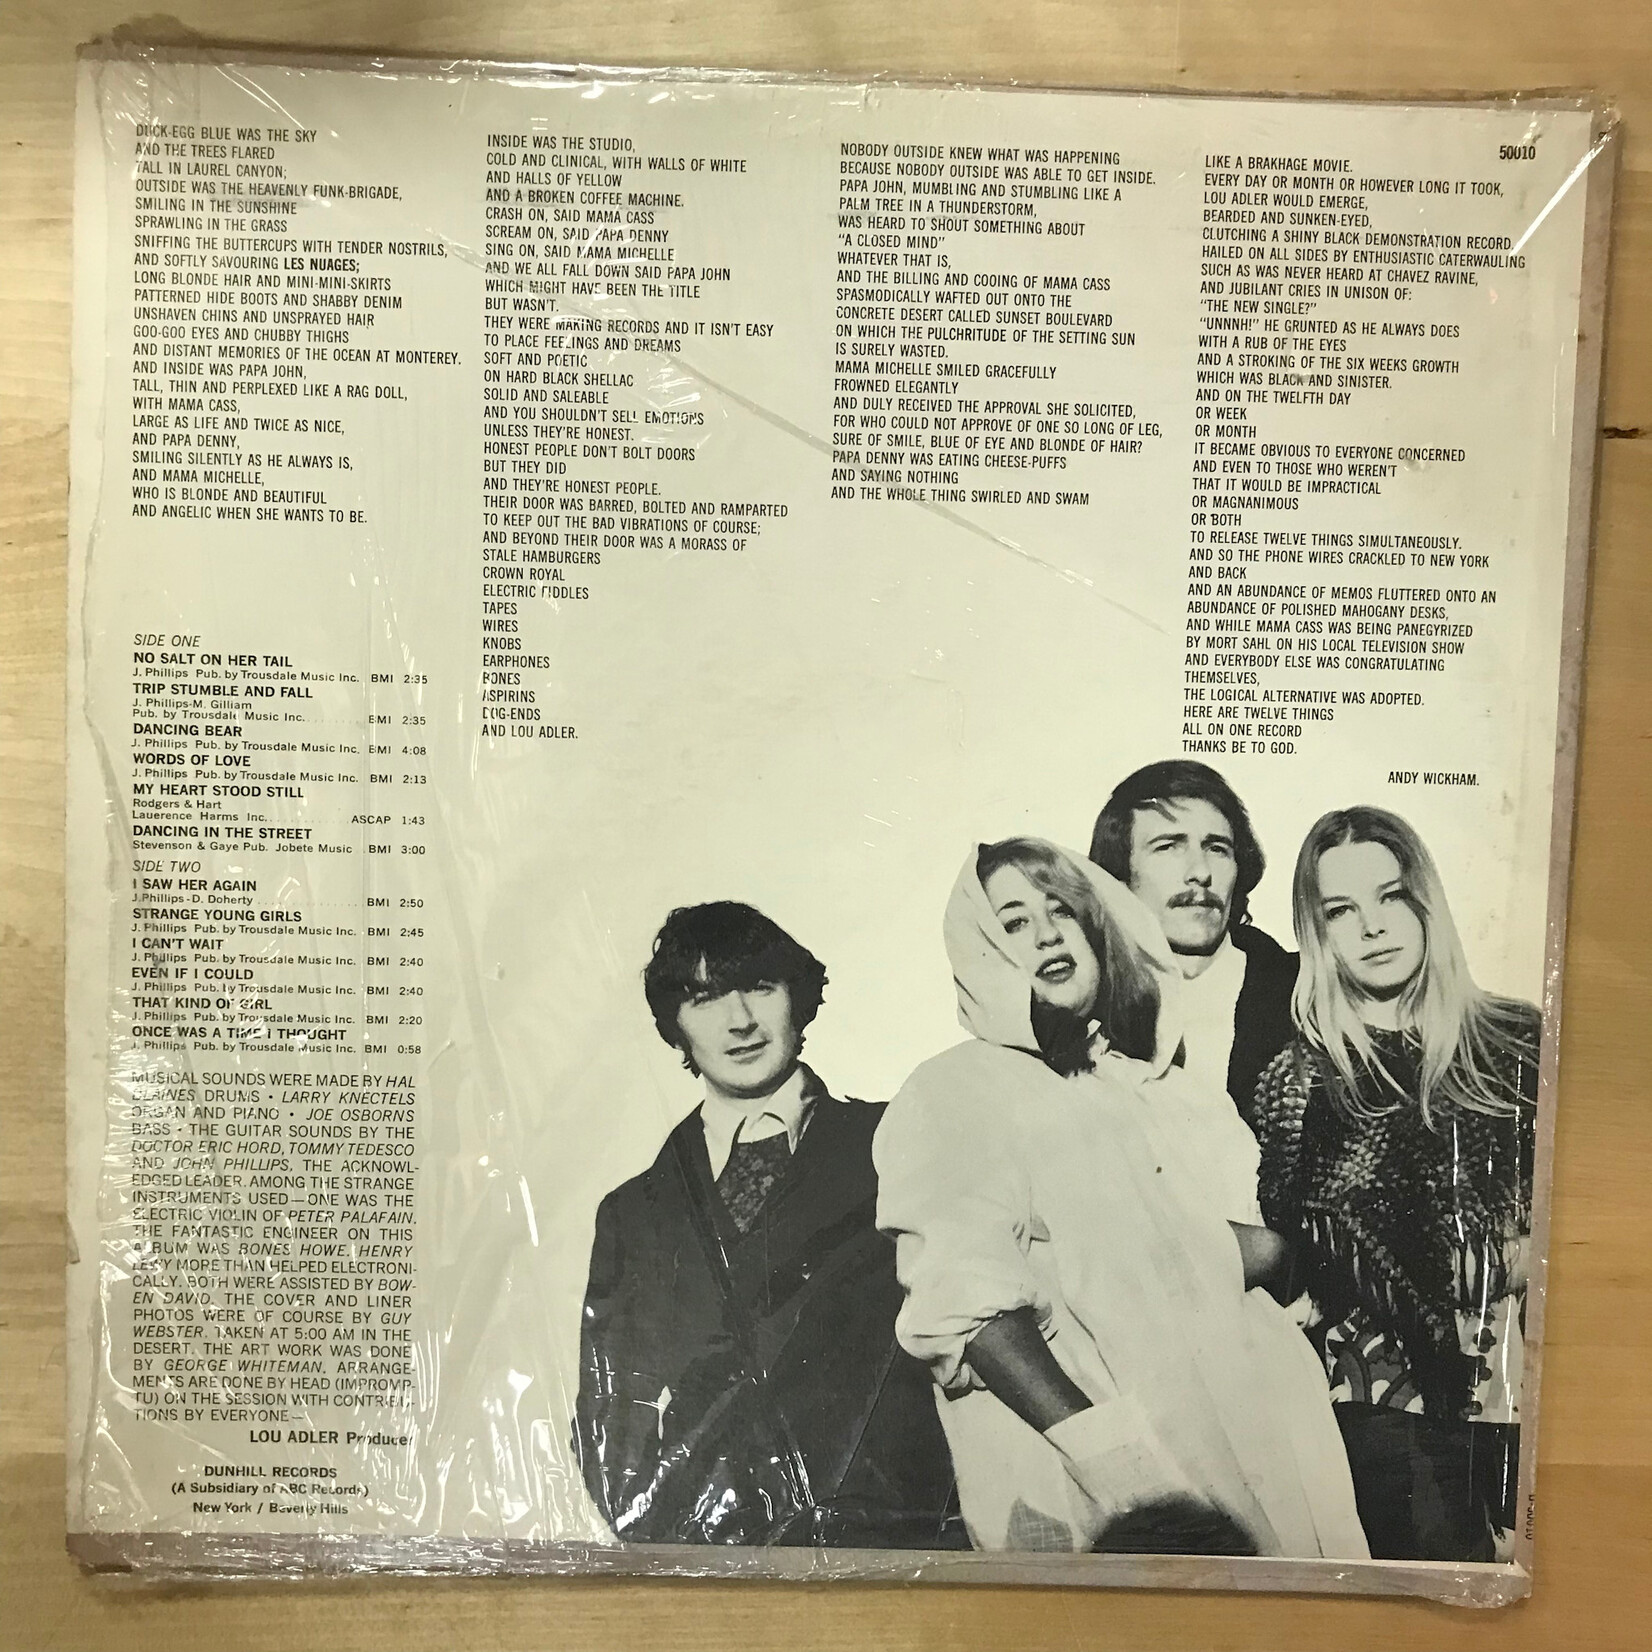 DUCK-EGG BLUE WAS THE SKY
AND THE TREES FLARED
TALL IN LAUREL CANYON;
OUTSIDE WAS THE HEAVENLY FUNK-BRIGADE,
SMILING IN THE SUNSHINE
SPRAWLING IN THE GRASS
SNIFFING THE BUTTERCUPS WITH TENDER NOSTRILS,
AND SOFTLY SAVOURING LES NUAGES;
LONG BLONDE HAIR AND MINI-MINI-SKIRTS
PATTERNED HIDE BOOTS AND SHABBY DENIM
UNSHAVEN CHINS AND UNSPRAYED HAIR
GOO-GOO EYES AND CHUBBY THIGHS
AND DISTANT MEMORIES OF THE OCEAN AT MONTEREY.
AND INSIDE WAS PAPA JOHN,
TALL, THIN AND PERPLEXED LIKE A RAG DOLL,
WITH MAMA CASS,
LARGE AS LIFE AND TWICE AS NICE,
AND PAPA DENNY,
SMILING SILENTLY AS HE ALWAYS IS,
AND MAMA MICHELLE,
WHO IS BLONDE AND BEAUTIFUL
AND ANGELIC WHEN SHE WANTS TO BE.
INSIDE WAS THE STUDIO,
COLD AND CLINICAL, WITH WALLS OF WHITE
AND HALLS OF YELLOW
AND A BROKEN COFFEE MACHINE.
CRASH ON, SAID MAMA CASS
SCREAM ON, SAID PAPA DENNY
SING ON, SAID MAMA MICHELLE
AND WE ALL FALL DOWN SAID PAPA JOHN
WHICH MIGHT HAVE BEEN THE TITLE
BUT WASN'T.
THEY WERE MAKING RECORDS AND IT ISN'T EASY
TO PLACE FEELINGS AND DREAMS
SOFT AND POETIC
ON HARD BLACK SHELLAC
SOLID AND SALEABLE
AND YOU SHOULDN'T SELL EMOTIONS
UNLESS THEY'RE HONEST.
HONEST PEOPLE DON'T BOLT DOORS
BUT THEY DID
AND THEY'RE HONEST PEOPLE.
THEIR DOOR WAS BARRED, BOLTED AND RAMPARTED
TO KEEP OUT THE BAD VIBRATIONS OF COURSE;
AND BEYOND THEIR DOOR WAS A MORASS OF
STALE HAMBURGERS
CROWN ROYAL
ELECTRIC FIDDLES
TAPES
WIRES
KNOBS
EARPHONES
BONES
ASPIRINS
DOG-ENDS
AND LOU ADLER.
NOBODY OUTSIDE KNEW WHAT WAS HAPPENING
BECAUSE NOBODY OUTSIDE WAS ABLE TO GET INSIDE.
PAPA JOHN, MUMBLING AND STUMBLING LIKE A
PALM TREE IN A THUNDERSTORM,
WAS HEARD TO SHOUT SOMETHING ABOUT
"A CLOSED MIND"
WHATEVER THAT IS,
AND THE BILLING AND COOING OF MAMA CASS
SPASMODICALLY WAFTED OUT ONTO THE
CONCRETE DESERT CALLED SUNSET BOULEVARD
ON WHICH THE PULCHRITUDE OF THE SETTING SUN
IS SURELY WASTED.
MAMA MICHELLE SMILED GRACEFULLY
FROWNED ELEGANTLY
AND DULY RECEIVED THE APPROVAL SHE SOLICITED,
FOR WHO COULD NOT APPROVE OF ONE SO LONG OF LEG,
SURE OF SMILE, BLUE OF EYE AND BLONDE OF HAIR?
PAPA DENNY WAS EATING CHEESE-PUFFS
AND SAYING NOTHING
AND THE WHOLE THING SWIRLED AND SWAM
50010
LIKE A BRAKHAGE MOVIE.
EVERY DAY OR MONTH OR HOWEVER LONG IT TOOK,
LOU ADLER WOULD EMERGE,
BEARDED AND SUNKEN-EYED,
CLUTCHING A SHINY BLACK DEMONSTRATION RECORD.
HAILED ON ALL SIDES BY ENTHUSIASTIC CATERWAULING
SUCH AS WAS NEVER HEARD AT CHAVEZ RAVINE,
AND JUBILANT CRIES IN UNISON OF:
"THE NEW SINGLE?"
"UNNNH!" HE GRUNTED AS HE ALWAYS DOES
WITH A RUB OF THE EYES
AND A STROKING OF THE SIX WEEKS GROWTH
WHICH WAS BLACK AND SINISTER.
AND ON THE TWELFTH DAY
OR WEEK
OR MONTH
IT BECAME OBVIOUS TO EVERYONE CONCERNED
AND EVEN TO THOSE WHO WEREN'T
THAT IT WOULD BE IMPRACTICAL
OR MAGNANIMOUS
OR BOTH
TO RELEASE TWELVE THINGS SIMULTANEOUSLY.
AND SO THE PHONE WIRES CRACKLED TO NEW YORK
AND BACK
AND AN ABUNDANCE OF MEMOS FLUTTERED ONTO AN
ABUNDANCE OF POLISHED MAHOGANY DESKS,
AND WHILE MAMA CASS WAS BEING PANEGYRIZED
BY MORT SAHL ON HIS LOCAL TELEVISION SHOW
AND EVERYBODY ELSE WAS CONGRATULATING
THEMSELVES,
THE LOGICAL ALTERNATIVE WAS ADOPTED.
HERE ARE TWELVE THINGS
ALL ON ONE RECORD
THANKS BE TO GOD.
ANDY WICKHAM.
SIDE ONE
NO SALT ON HER TAIL
J. Phillips Pub. by Trousdale Music Inc. BMI 2:35
TRIP STUMBLE AND FALL
J. Phillips-M. Gilliam
Pub. by Trousdale Music Inc. BMI 2:35
DANCING BEAR
J. Phillips Pub. by Trousdale Music Inc. BMI 4:08
WORDS OF LOVE
J. Phillips Pub. by Trousdale Music Inc. BMI 2:13
MY HEART STOOD STILL
Rodgers & Hart
Lauerence Harms Inc. ASCAP 1:43
DANCING IN THE STREET
Stevenson & Gaye Pub. Jobete Music BMI 3:00
SIDE TWO
I SAW HER AGAIN
J. Phillips-D. Doherty BMI 2:50
STRANGE YOUNG GIRLS
J. Phillips Pub. by Trousdale Music Inc. BMI 2:45
I CAN'T WAIT
J. Phillips Pub. by Trousdale Music Inc. BMI 2:40
EVEN IF I COULD
J. Phillips Pub. by Trousdale Music Inc. BMI 2:40
THAT KIND OF GIRL
J. Phillips Pub. by Trousdale Music Inc. BMI 2:20
ONCE WAS A TIME I THOUGHT
J. Phillips Pub. by Trousdale Music Inc. BMI 0:58
MUSICAL SOUNDS WERE MADE BY HAL
BLAINES DRUMS • LARRY KNECTELS
ORGAN AND PIANO • JOE OSBORNS
BASS • THE GUITAR SOUNDS BY THE
DOCTOR ERIC HORD, TOMMY TEDESCO
AND JOHN PHILLIPS, THE ACKNOWL-
EDGED LEADER. AMONG THE STRANGE
INSTRUMENTS USED—ONE WAS THE
ELECTRIC VIOLIN OF PETER PALAFAIN.
THE FANTASTIC ENGINEER ON THIS
ALBUM WAS BONES HOWE. HENRY
LEWY MORE THAN HELPED ELECTRONI-
CALLY. BOTH WERE ASSISTED BY BOW-
EN DAVID. THE COVER AND LINER
PHOTOS WERE OF COURSE BY GUY
WEBSTER. TAKEN AT 5:00 AM IN THE
DESERT. THE ART WORK WAS DONE
BY GEORGE WHITEMAN. ARRANGE-
MENTS ARE DONE BY HEAD (IMPROMP-
TU) ON THE SESSION WITH CONTRIBU-
TIONS BY EVERYONE—
LOU ADLER Producer
DUNHILL RECORDS
(A Subsidiary of ABC Records)
New York / Beverly Hills
D-50010